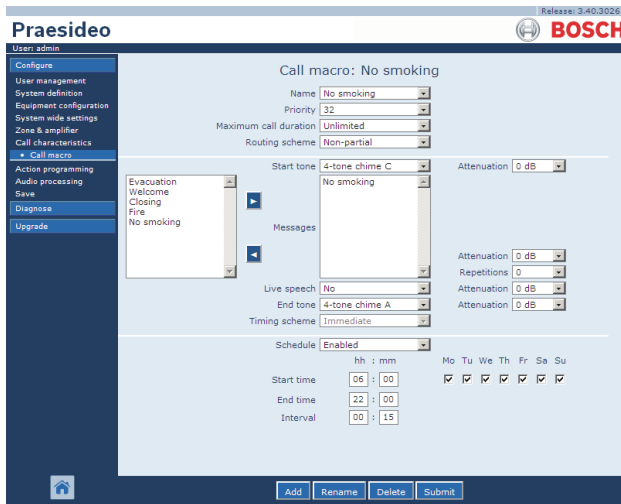 Release: 3.40.3026
Praesideo
BOSCH
User: admin
Configure
User management
System definition
Equipment configuration
System wide settings
Zone & amplifier
Call characteristics
• Call macro
Action programming
Audio processing
Save
Diagnose
Upgrade
Call macro: No smoking
Name No smoking
Priority 32
Maximum call duration Unlimited
Routing scheme Non-partial
Start tone 4-tone chime C Attenuation 0 dB
Evacuation
Welcome
Closing
Fire
No smoking
Messages
No smoking
Attenuation 0 dB
Repetitions 0
Live speech No Attenuation 0 dB
End tone 4-tone chime A Attenuation 0 dB
Timing scheme Immediate
Schedule Enabled
hh : mm Mo Tu We Th Fr Sa Su
Start time 06 : 00
End time 22 : 00
Interval 00 : 15
Add Rename Delete Submit